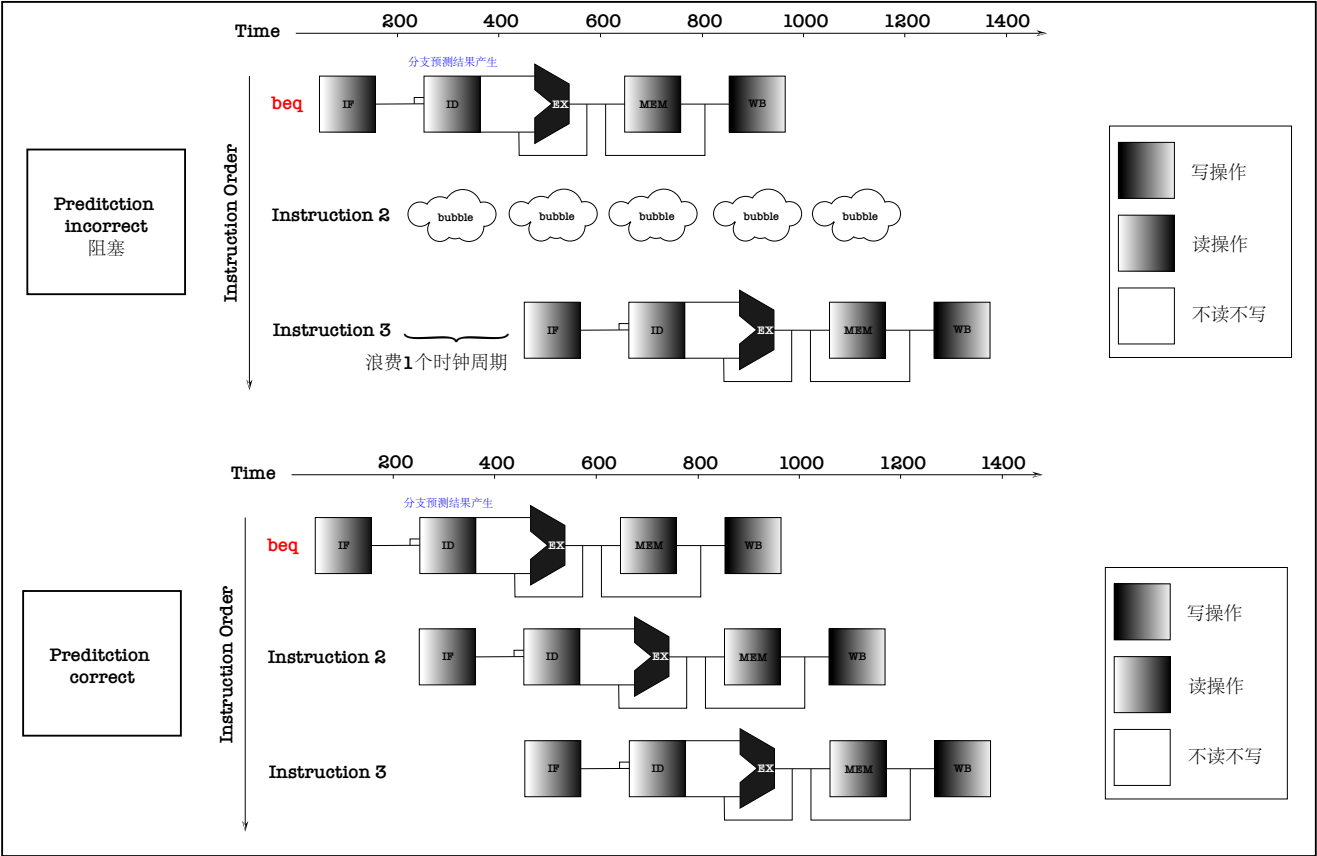 Time 200 400 600 800 1000 1200 1400
分支预测结果产生
beq IF ID EX MEM WB
Instruction Order
Preditction
incorrect
阻塞
Instruction 2 bubble bubble bubble bubble bubble
Instruction 3 IF ID EX MEM WB
浪费1个时钟周期
写操作
读操作
不读不写
Time 200 400 600 800 1000 1200 1400
分支预测结果产生
beq IF ID EX MEM WB
Instruction Order
Preditction
correct
Instruction 2 IF ID EX MEM WB
Instruction 3 IF ID EX MEM WB
写操作
读操作
不读不写